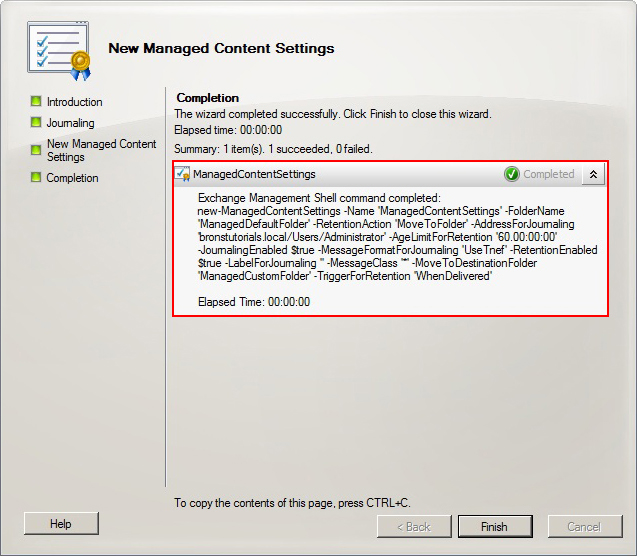 New Managed Content Settings
Introduction
Journaling
New Managed Content
Settings
Completion
Completion
The wizard completed successfully. Click Finish to close this wizard.
Elapsed time: 00:00:00
Summary: 1 item(s). 1 succeeded, 0 failed.
ManagedContentSettings
Completed
Exchange Management Shell command completed:
new-ManagedContentSettings -Name 'ManagedContentSettings' -FolderName
'ManagedDefaultFolder' -RetentionAction 'MoveToFolder' -AddressForJournaling
'bronstutorials.local/Users/Administrator' -AgeLimitForRetention '60.00:00:00'
-JournalingEnabled $true -MessageFormatForJournaling 'UseTnef' -RetentionEnabled
$true -LabelForJournaling '' -MessageClass '*' -MoveToDestinationFolder
'ManagedCustomFolder' -TriggerForRetention 'WhenDelivered'
Elapsed Time: 00:00:00
To copy the contents of this page, press CTRL+C.
Help
< Back
Finish
Cancel